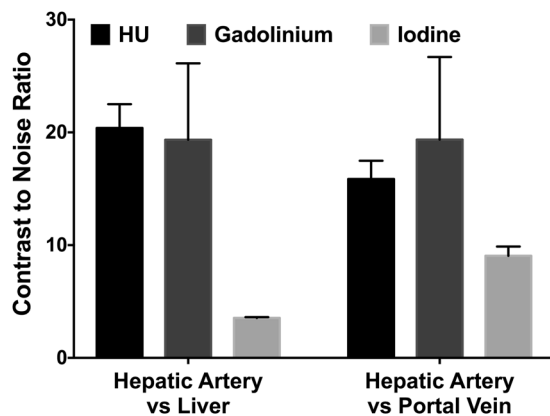 30
HU
Gadolinium
Iodine
20
10
0
Contrast to Noise Ratio
Hepatic Artery
vs Liver
Hepatic Artery
vs Portal Vein